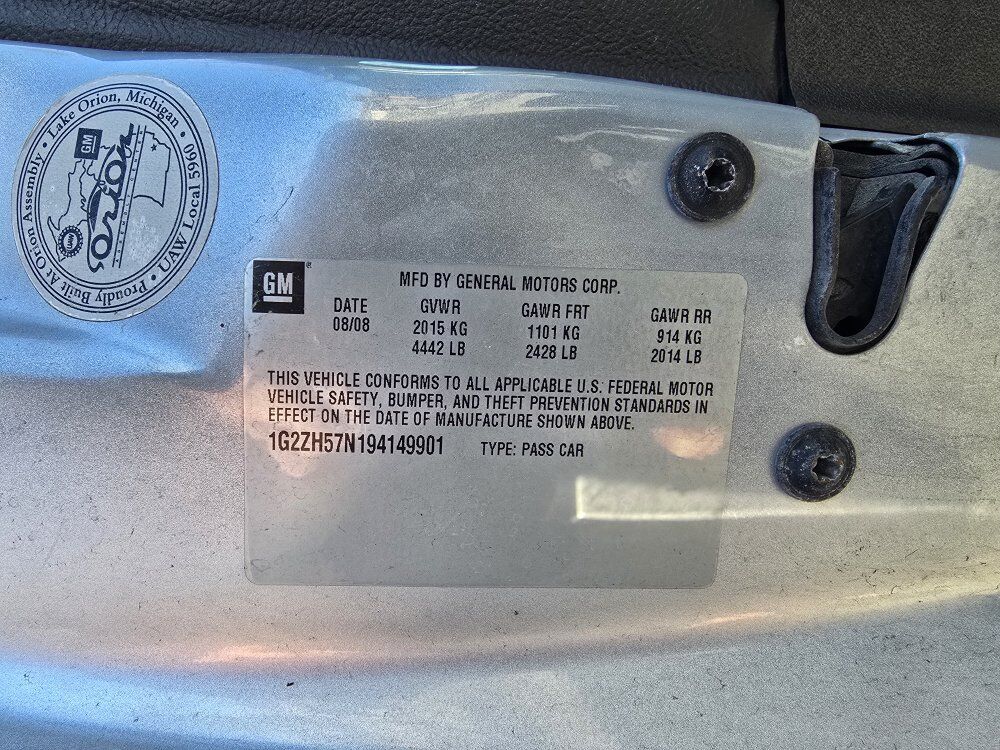 Proudly Built At Orion Assembly • Lake Orion, Michigan • UAW Local 5960 •
GM
Orion
GM
MFD BY GENERAL MOTORS CORP.
DATE GVWR GAWR FRT GAWR RR
08/08 2015 KG 1101 KG 914 KG
4442 LB 2428 LB 2014 LB
THIS VEHICLE CONFORMS TO ALL APPLICABLE U.S. FEDERAL MOTOR
VEHICLE SAFETY, BUMPER, AND THEFT PREVENTION STANDARDS IN
EFFECT ON THE DATE OF MANUFACTURE SHOWN ABOVE.
1G2ZH57N194149901 TYPE: PASS CAR